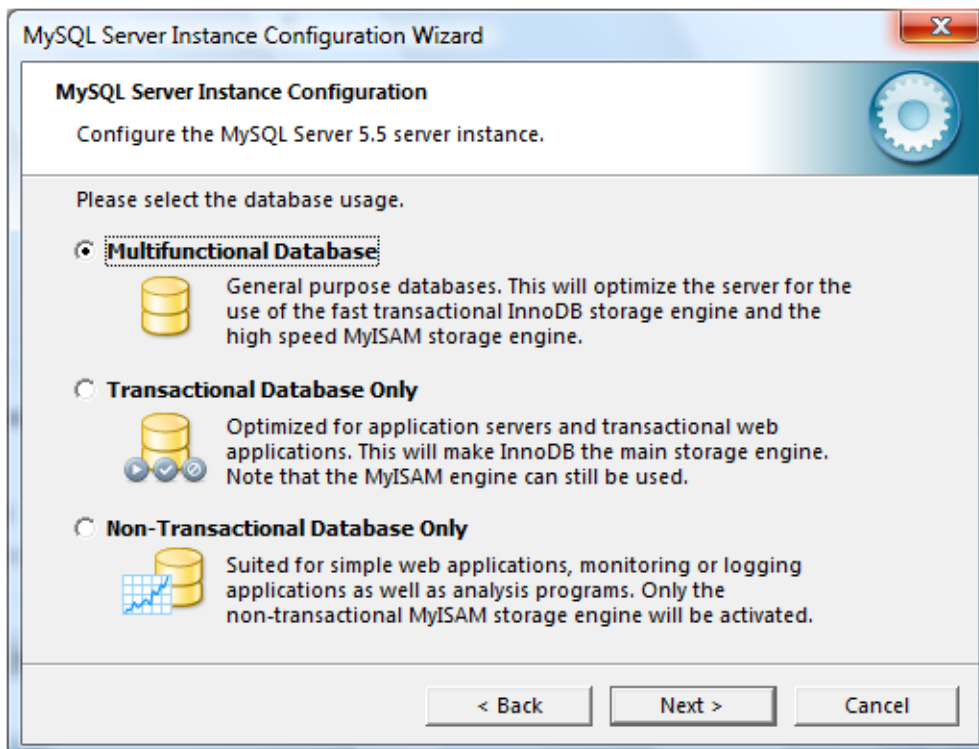 MySQL Server Instance Configuration Wizard
X
MySQL Server Instance Configuration
Configure the MySQL Server 5.5 server instance.
Please select the database usage.
Multifunctional Database
General purpose databases. This will optimize the server for the
use of the fast transactional InnoDB storage engine and the
high speed MyISAM storage engine.
Transactional Database Only
Optimized for application servers and transactional web
applications. This will make InnoDB the main storage engine.
Note that the MyISAM engine can still be used.
Non-Transactional Database Only
Suited for simple web applications, monitoring or logging
applications as well as analysis programs. Only the
non-transactional MyISAM storage engine will be activated.
< Back
Next >
Cancel